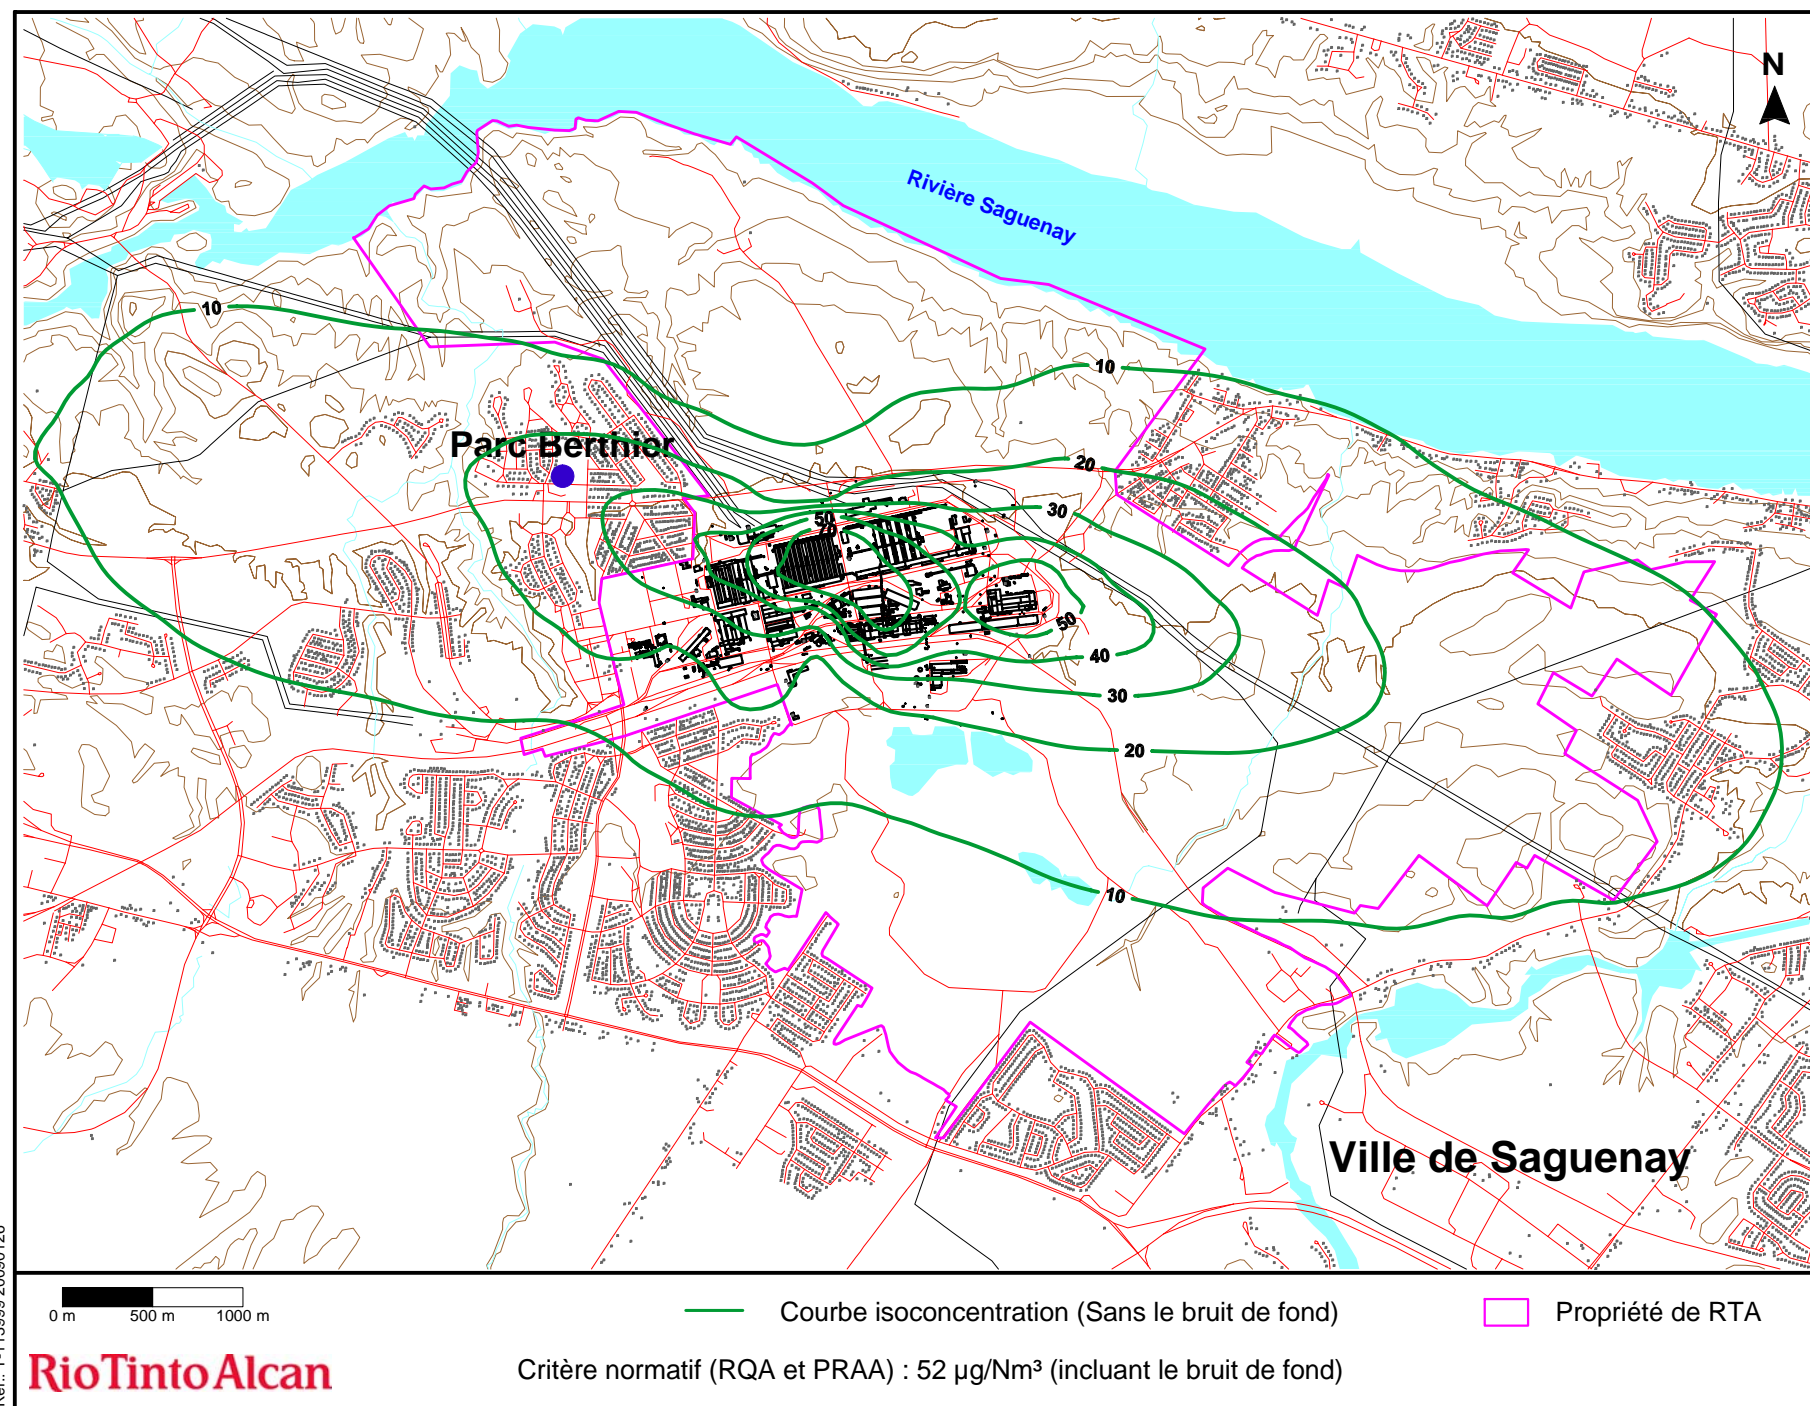 N
Rivière Saguenay
10
10
Parc Berthier
20
30
50
50
40
30
20
10
Ville de Saguenay
0 m 500 m 1000 m
Courbe isoconcentration (Sans le bruit de fond)
Propriété de RTA
RioTinto Alcan
Critère normatif (RQA et PRAA) : 52 µg/Nm³ (incluant le bruit de fond)